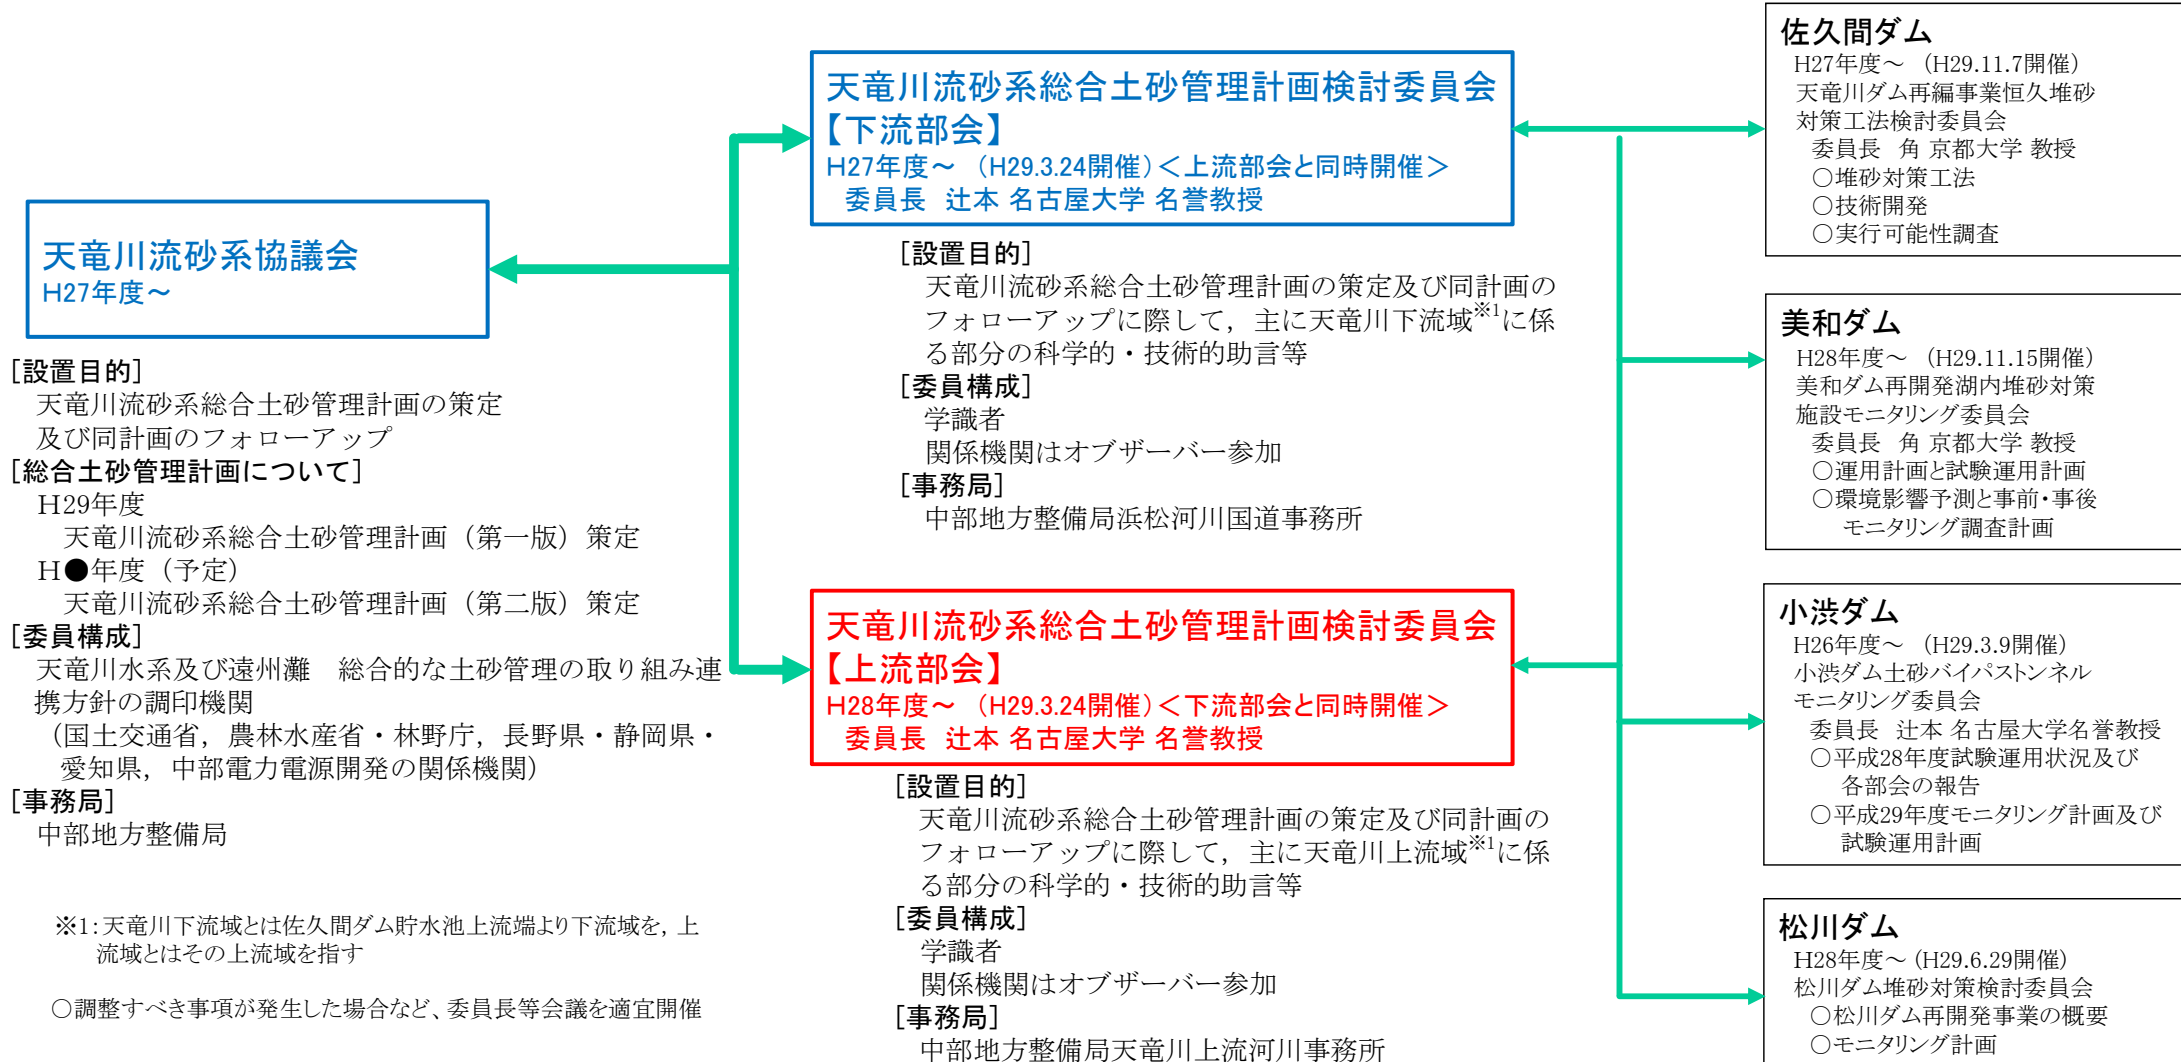 天竜川流砂系協議会
H27年度～
[設置目的]
天竜川流砂系総合土砂管理計画の策定
及び同計画のフォローアップ
[総合土砂管理計画について]
H29年度
天竜川流砂系総合土砂管理計画（第一版）策定
H●年度（予定）
天竜川流砂系総合土砂管理計画（第二版）策定
[委員構成]
天竜川水系及び遠州灘　総合的な土砂管理の取り組み連
携方針の調印機関
（国土交通省，農林水産省・林野庁，長野県・静岡県・
愛知県，中部電力電源開発の関係機関）
[事務局]
中部地方整備局
※1：天竜川下流域とは佐久間ダム貯水池上流端より下流域を，上
流域とはその上流域を指す
○調整すべき事項が発生した場合など、委員長等会議を適宜開催
天竜川流砂系総合土砂管理計画検討委員会
【下流部会】
H27年度～　（H29.3.24開催）＜上流部会と同時開催＞
委員長　辻本 名古屋大学 名誉教授
[設置目的]
天竜川流砂系総合土砂管理計画の策定及び同計画の
フォローアップに際して，主に天竜川下流域※1に係
る部分の科学的・技術的助言等
[委員構成]
学識者
関係機関はオブザーバー参加
[事務局]
中部地方整備局浜松河川国道事務所
天竜川流砂系総合土砂管理計画検討委員会
【上流部会】
H28年度～　（H29.3.24開催）＜下流部会と同時開催＞
委員長　辻本 名古屋大学 名誉教授
[設置目的]
天竜川流砂系総合土砂管理計画の策定及び同計画の
フォローアップに際して，主に天竜川上流域※1に係
る部分の科学的・技術的助言等
[委員構成]
学識者
関係機関はオブザーバー参加
[事務局]
中部地方整備局天竜川上流河川事務所
佐久間ダム
H27年度～　（H29.11.7開催）
天竜川ダム再編事業恒久堆砂
対策工法検討委員会
委員長　角 京都大学 教授
○堆砂対策工法
○技術開発
○実行可能性調査
美和ダム
H28年度～　（H29.11.15開催）
美和ダム再開発湖内堆砂対策
施設モニタリング委員会
委員長　角 京都大学 教授
○運用計画と試験運用計画
○環境影響予測と事前・事後
モニタリング調査計画
小渋ダム
H26年度～　（H29.3.9開催）
小渋ダム土砂バイパストンネル
モニタリング委員会
委員長　辻本 名古屋大学名誉教授
○平成28年度試験運用状況及び
各部会の報告
○平成29年度モニタリング計画及び
試験運用計画
松川ダム
H28年度～ (H29.6.29開催）
松川ダム堆砂対策検討委員会
○松川ダム再開発事業の概要
○モニタリング計画